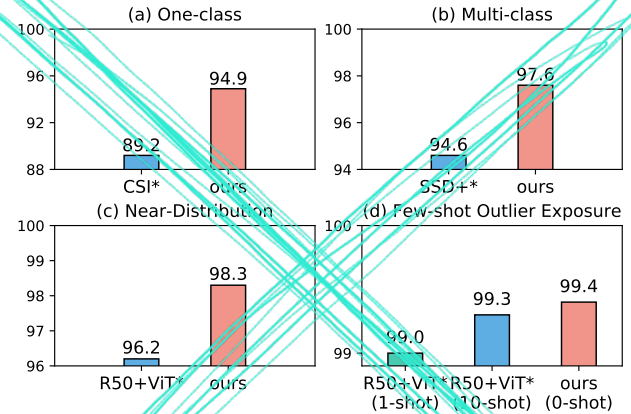 (a) One-class
(b) Multi-class
100
96
92
88
89.2
94.9
CSI*
ours
100
98
96
94
94.6
97.6
SSD+*
ours
(c) Near-Distribution
(d) Few-shot Outlier Exposure
100
99
98
97
96
96.2
98.3
R50+ViT*
ours
100
99
99.0
99.3
99.4
R50+ViT*
(1-shot)
R50+ViT*
(10-shot)
ours
(0-shot)